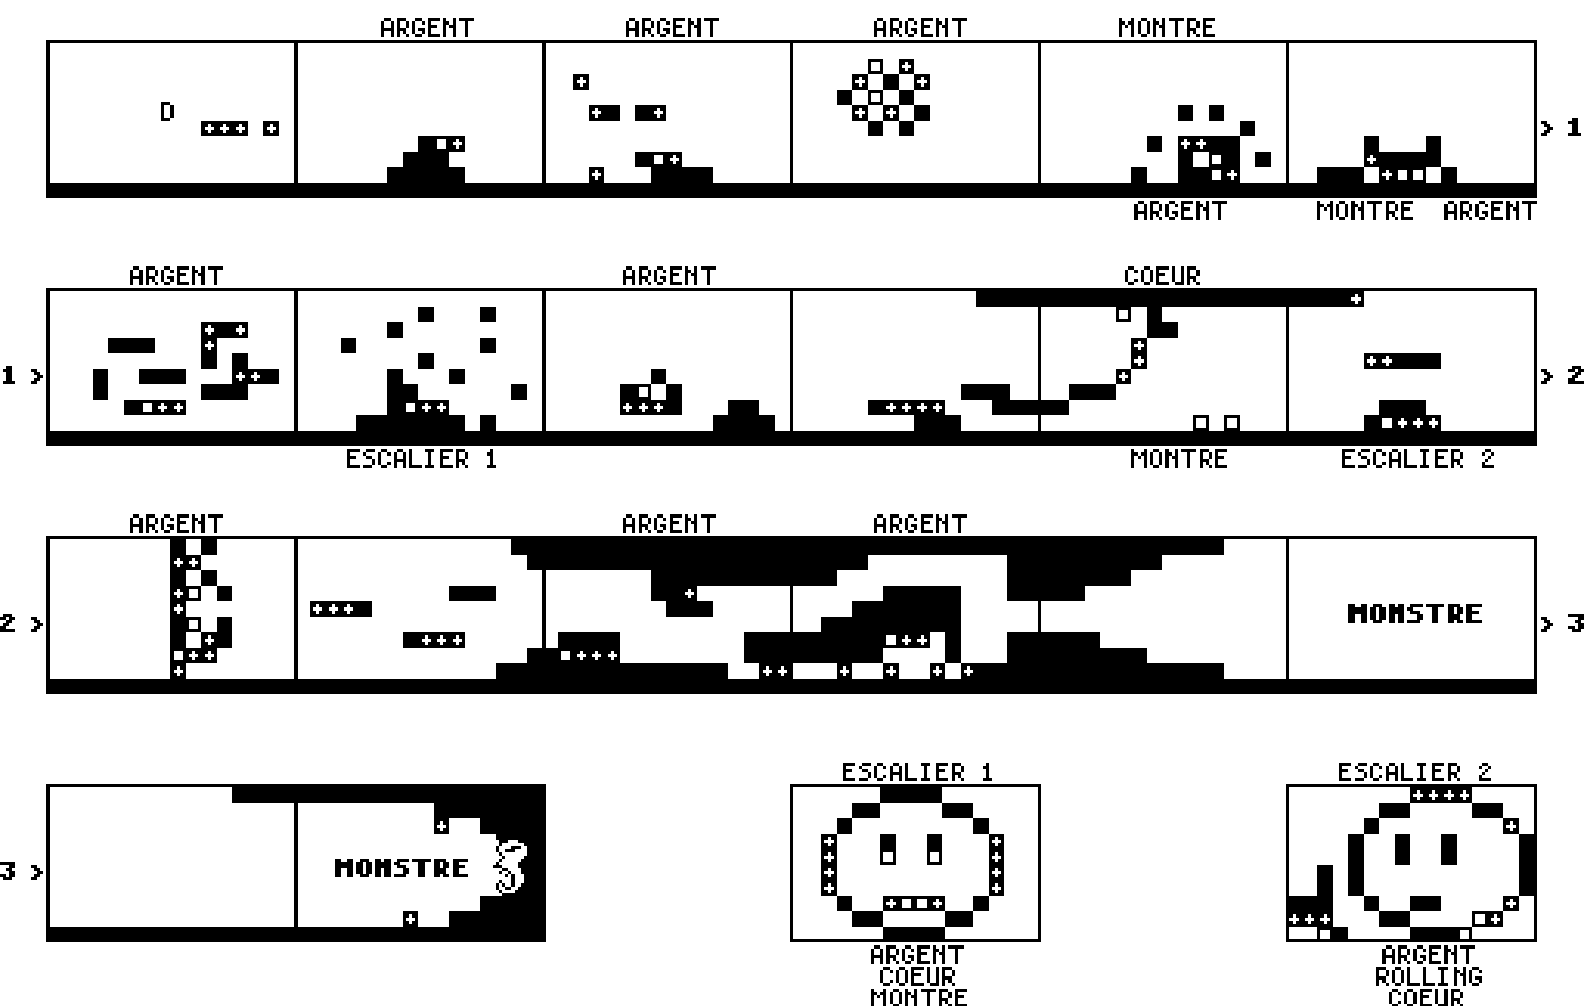 ARGENT ARGENT ARGENT MONTRE
D
> 1
ARGENT MONTRE ARGENT
ARGENT ARGENT COEUR
1 > > 2
ESCALIER 1 MONTRE ESCALIER 2
ARGENT ARGENT ARGENT
MONSTRE
2 > > 3
ESCALIER 1 ESCALIER 2
3 > MONSTRE
ARGENT ARGENT
COEUR ROLLING
MONTRE COEUR